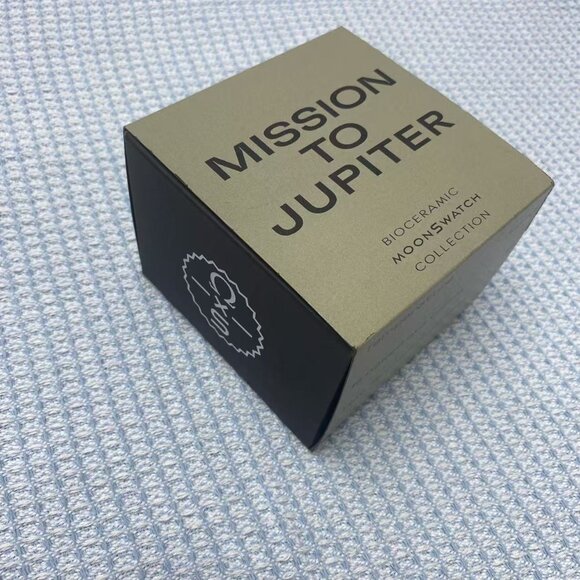 MISSION
TO
JUPITER
BIOCERAMIC
MOONSWATCH
COLLECTION